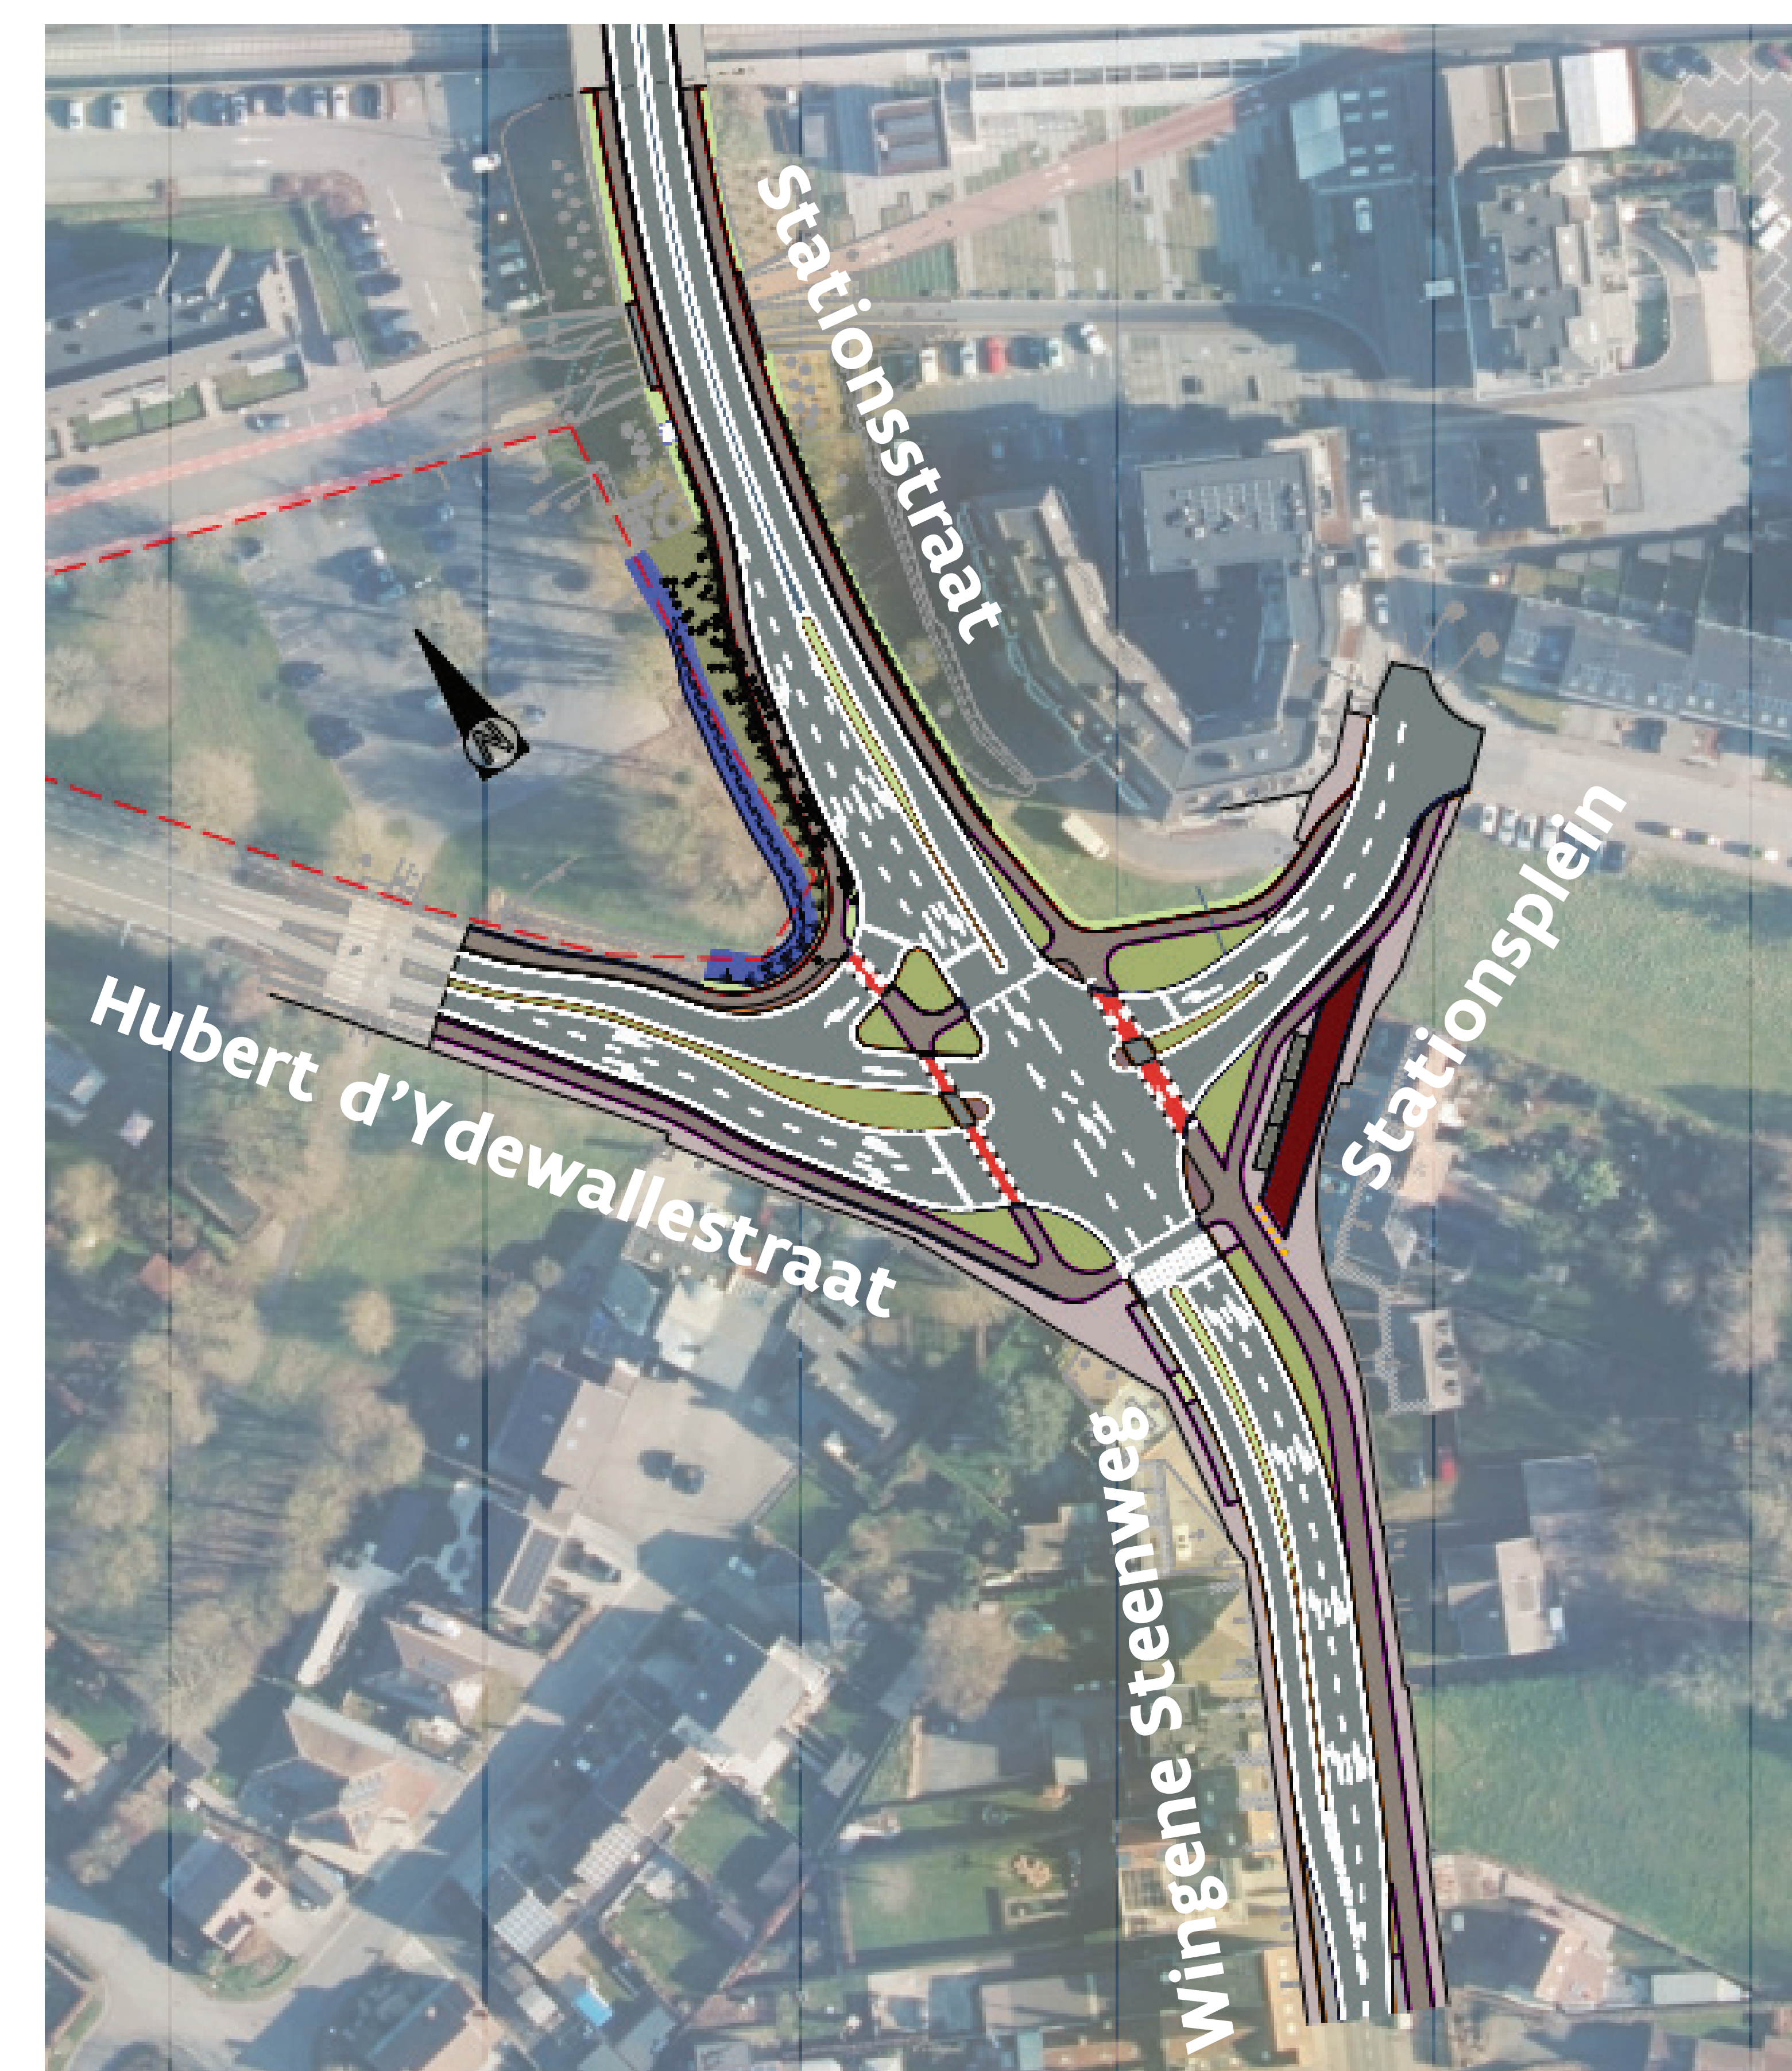 Stationsstraat
Stationsplein
Hubert d'Ydewallestraat
Wingene Steenweg
N